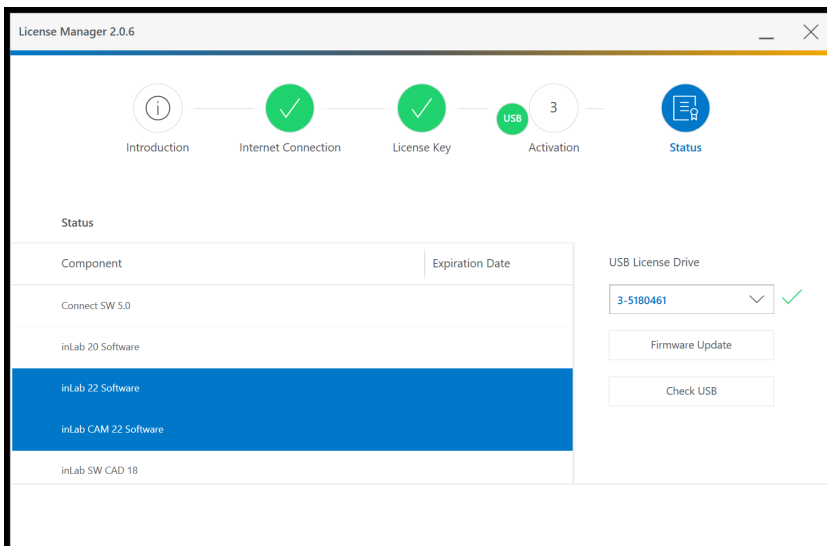 License Manager 2.0.6
USB
3
Introduction
Internet Connection
License Key
Activation
Status
Status
Component
Expiration Date
USB License Drive
Connect SW 5.0
3-5180461
inLab 20 Software
Firmware Update
inLab 22 Software
Check USB
inLab CAM 22 Software
inLab SW CAD 18